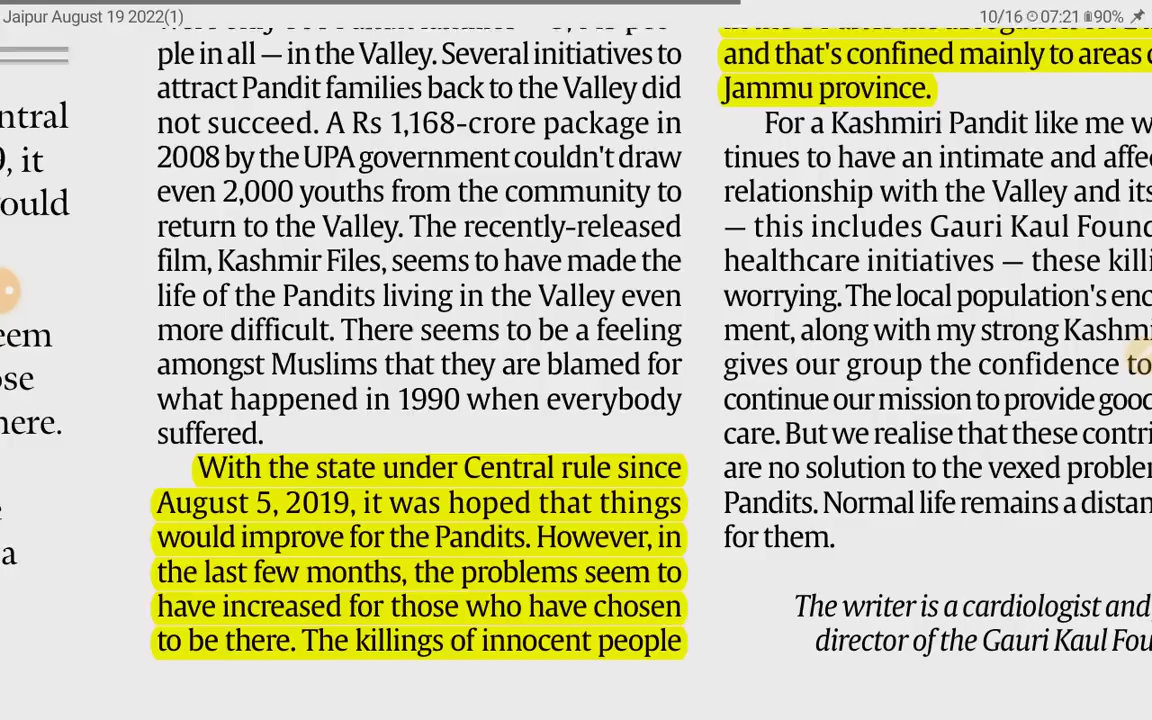 Jaipur August 19 2022(1)
10/16 07:21 90%
ntral
, it
ould
eem
ose
here.
a
ple in all — in the Valley. Several initiatives to
attract Pandit families back to the Valley did
not succeed. A Rs 1,168-crore package in
2008 by the UPA government couldn't draw
even 2,000 youths from the community to
return to the Valley. The recently-released
film, Kashmir Files, seems to have made the
life of the Pandits living in the Valley even
more difficult. There seems to be a feeling
amongst Muslims that they are blamed for
what happened in 1990 when everybody
suffered.
With the state under Central rule since
August 5, 2019, it was hoped that things
would improve for the Pandits. However, in
the last few months, the problems seem to
have increased for those who have chosen
to be there. The killings of innocent people
and that's confined mainly to areas
Jammu province.
For a Kashmiri Pandit like me w
tinues to have an intimate and affe
relationship with the Valley and its
— this includes Gauri Kaul Found
healthcare initiatives — these killi
worrying. The local population's enc
ment, along with my strong Kashmi
gives our group the confidence to
continue our mission to provide good
care. But we realise that these contri
are no solution to the vexed problem
Pandits. Normal life remains a distan
for them.
The writer is a cardiologist and
director of the Gauri Kaul Fou